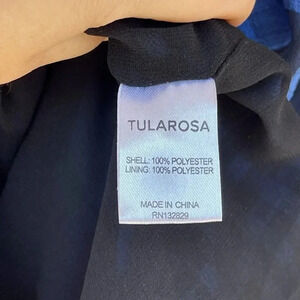 TULAROSA
SHELL: 100% POLYESTER
LINING: 100% POLYESTER
MADE IN CHINA
RN132829